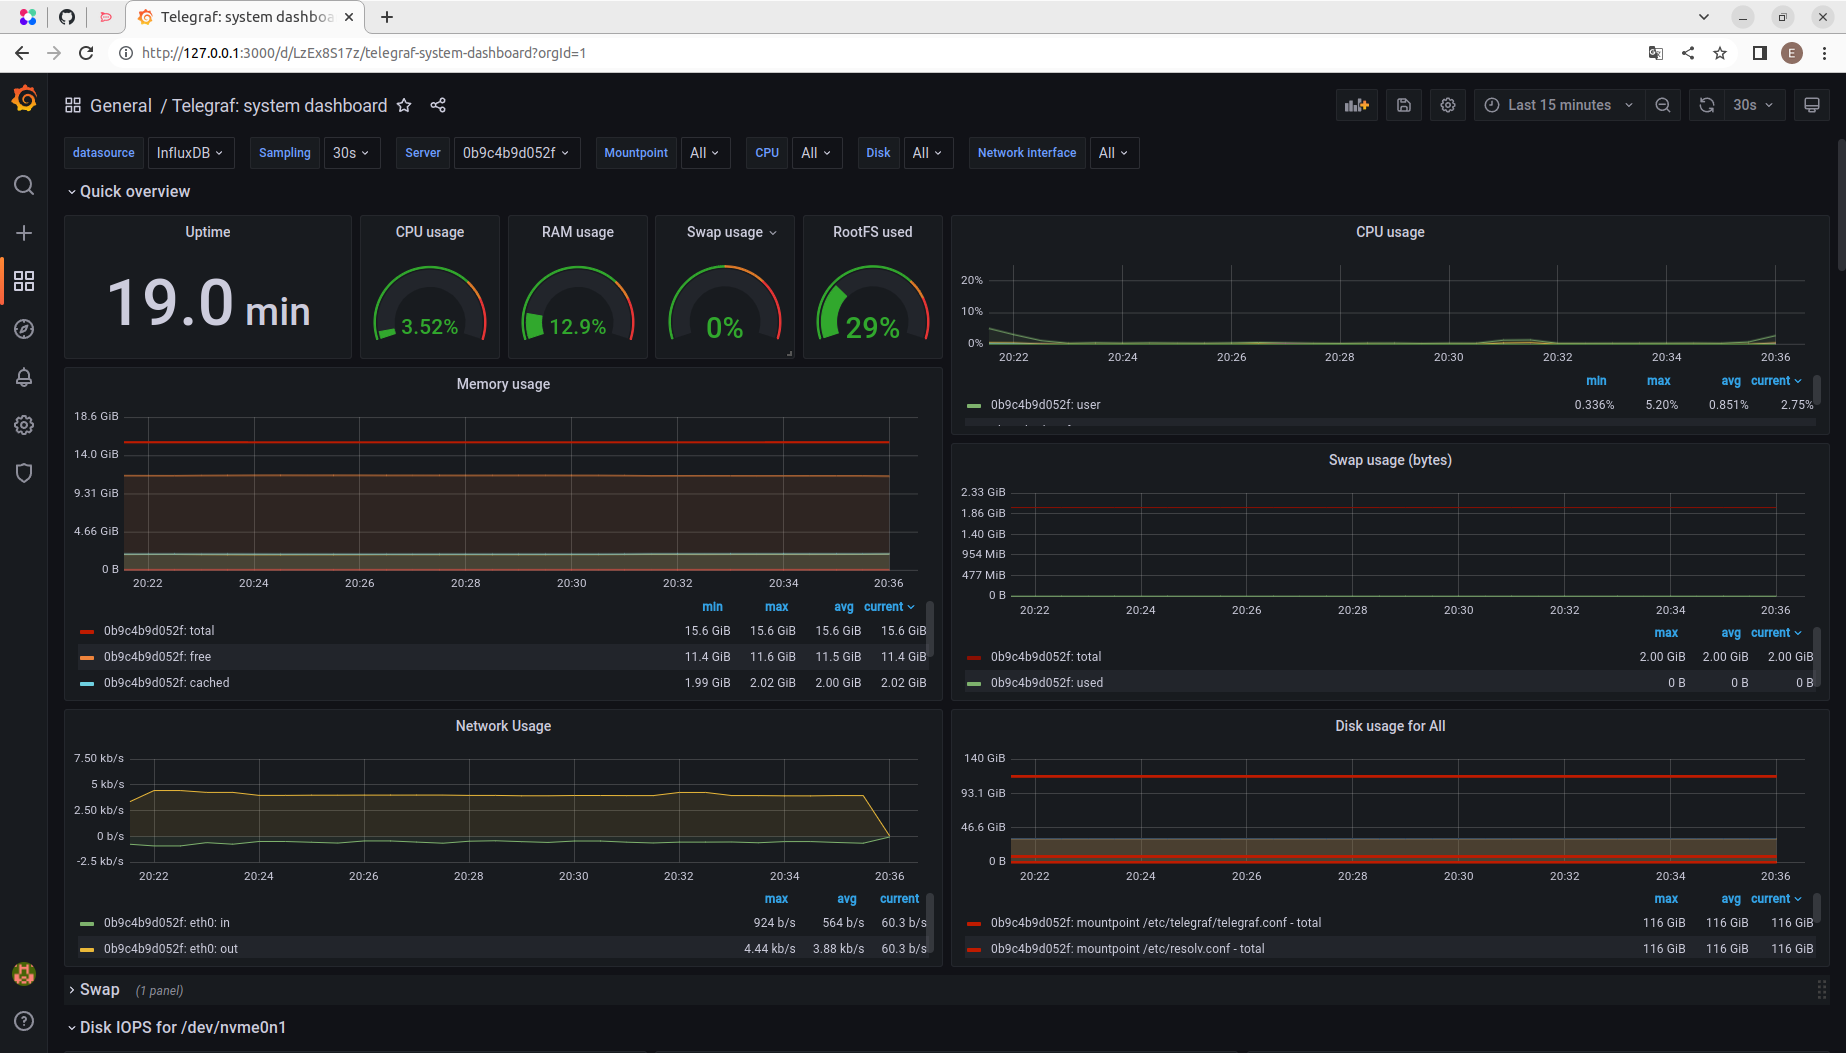 Telegraf: system dashboa
http://127.0.0.1:3000/d/LzEx8S17z/telegraf-system-dashboard?orgId=1
E
General / Telegraf: system dashboard
Last 15 minutes
30s
datasource InfluxDB Sampling 30s Server 0b9c4b9d052f Mountpoint All CPU All Disk All Network interface All
Quick overview
Uptime
19.0 min
CPU usage
3.52%
RAM usage
12.9%
Swap usage
0%
RootFS used
29%
CPU usage
20%
10%
0%
20:22 20:24 20:26 20:28 20:30 20:32 20:34 20:36
min max avg current
0b9c4b9d052f: user 0.336% 5.20% 0.851% 2.75%
Memory usage
18.6 GiB
14.0 GiB
9.31 GiB
4.66 GiB
0 B
20:22 20:24 20:26 20:28 20:30 20:32 20:34 20:36
min max avg current
0b9c4b9d052f: total 15.6 GiB 15.6 GiB 15.6 GiB 15.6 GiB
0b9c4b9d052f: free 11.4 GiB 11.6 GiB 11.5 GiB 11.4 GiB
0b9c4b9d052f: cached 1.99 GiB 2.02 GiB 2.00 GiB 2.02 GiB
Swap usage (bytes)
2.33 GiB
1.86 GiB
1.40 GiB
954 MiB
477 MiB
0 B
20:22 20:24 20:26 20:28 20:30 20:32 20:34 20:36
max avg current
0b9c4b9d052f: total 2.00 GiB 2.00 GiB 2.00 GiB
0b9c4b9d052f: used 0 B 0 B 0 B
Network Usage
7.50 kb/s
5 kb/s
2.50 kb/s
0 b/s
-2.5 kb/s
20:22 20:24 20:26 20:28 20:30 20:32 20:34 20:36
max avg current
0b9c4b9d052f: eth0: in 924 b/s 564 b/s 60.3 b/s
0b9c4b9d052f: eth0: out 4.44 kb/s 3.88 kb/s 60.3 b/s
Disk usage for All
140 GiB
93.1 GiB
46.6 GiB
0 B
20:22 20:24 20:26 20:28 20:30 20:32 20:34 20:36
max avg current
0b9c4b9d052f: mountpoint /etc/telegraf/telegraf.conf - total 116 GiB 116 GiB 116 GiB
0b9c4b9d052f: mountpoint /etc/resolv.conf - total 116 GiB 116 GiB 116 GiB
Swap (1 panel)
Disk IOPS for /dev/nvme0n1